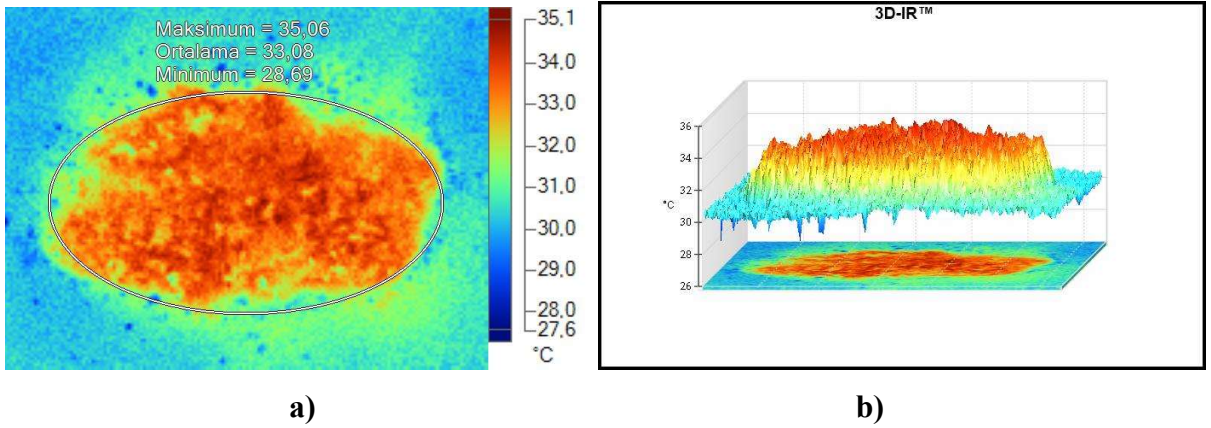 Maksimum = 35,06
Ortalama = 33,08
Minimum = 28,69
35,1
34,0
33,0
32,0
31,0
30,0
29,0
28,0
27,6
°C
3D-IR™
36
34
32
°C
30
28
26
a)
b)